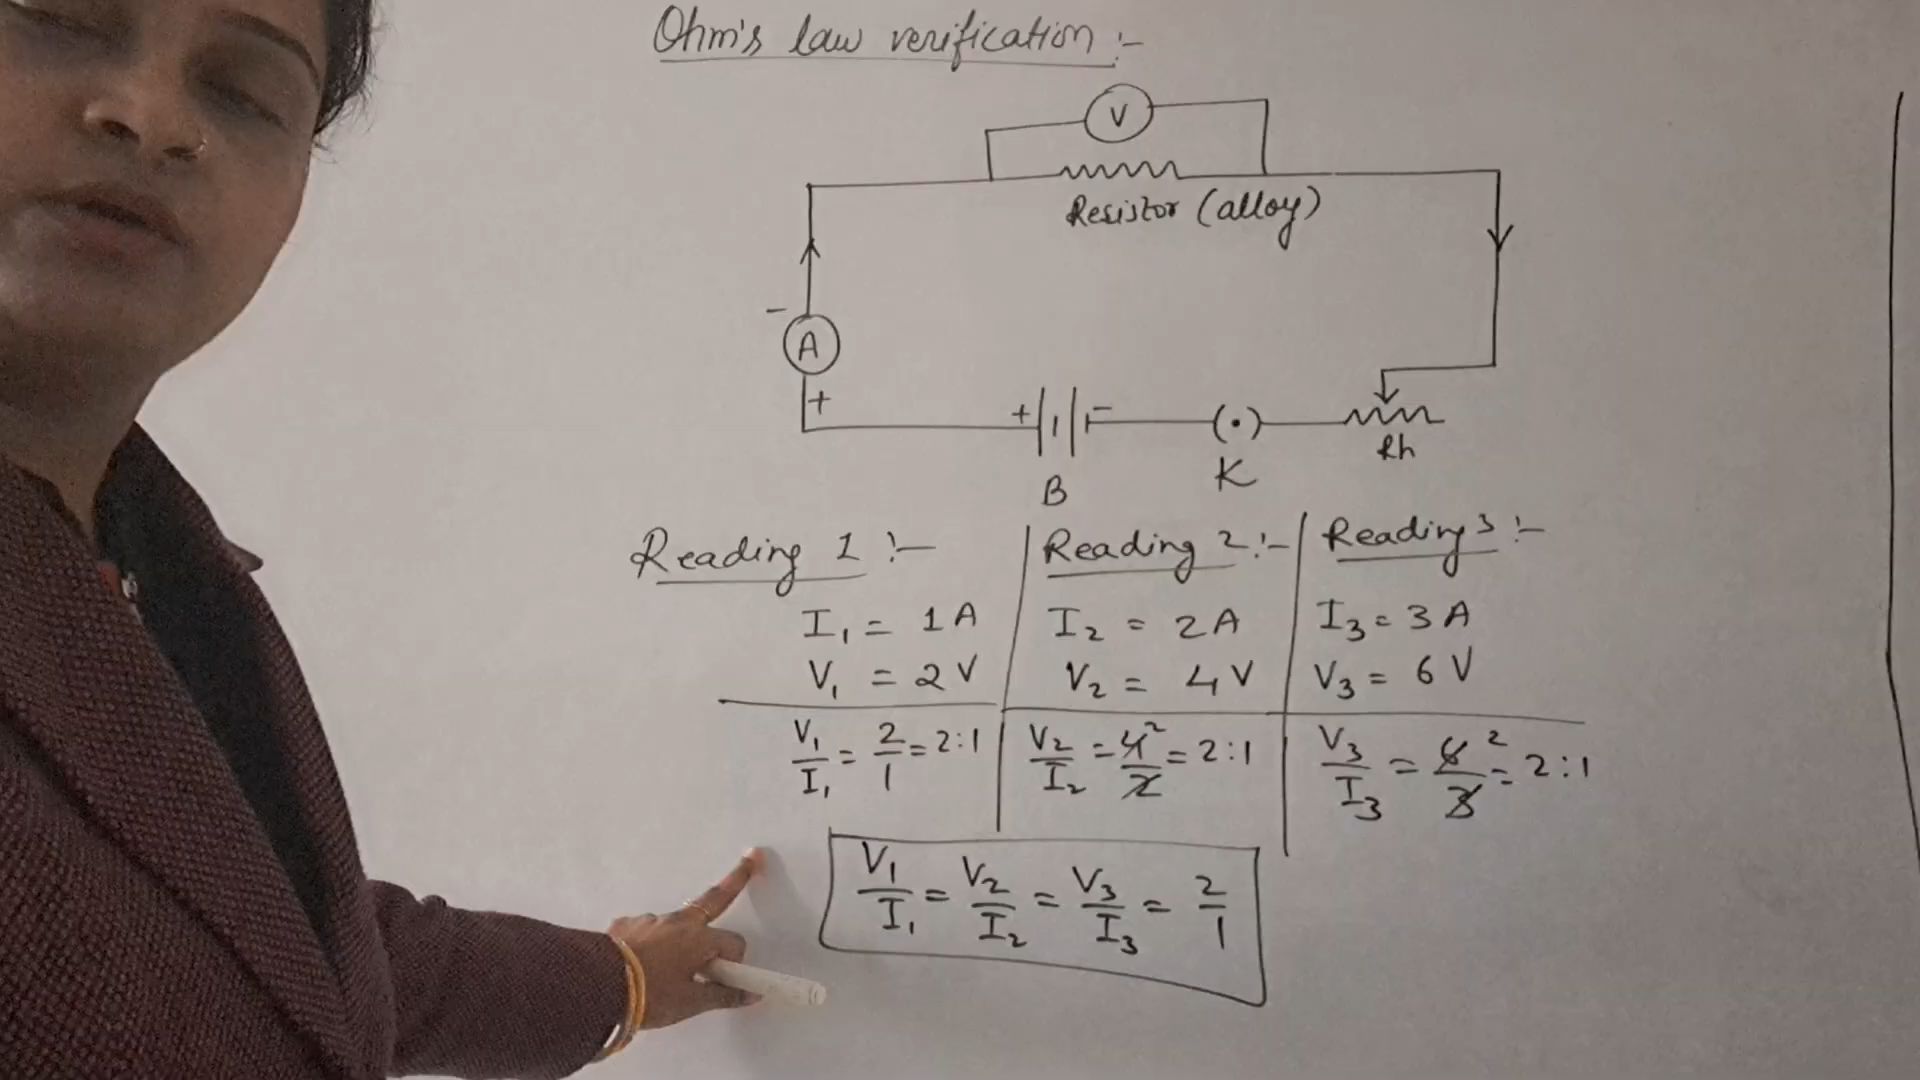 Ohm's law verification :-
V
Resistor (alloy)
-
A
+
+ -
B
K
Rh
Reading 1 :-
I₁ = 1 A
V₁ = 2 V
V₁/I₁ = 2/1 = 2:1
Reading 2 :-
I₂ = 2 A
V₂ = 4 V
V₂/I₂ = 4²/2 = 2:1
Reading 3 :-
I₃ = 3 A
V₃ = 6 V
V₃/I₃ = 6²/3 = 2:1
V₁/I₁ = V₂/I₂ = V₃/I₃ = 2/1